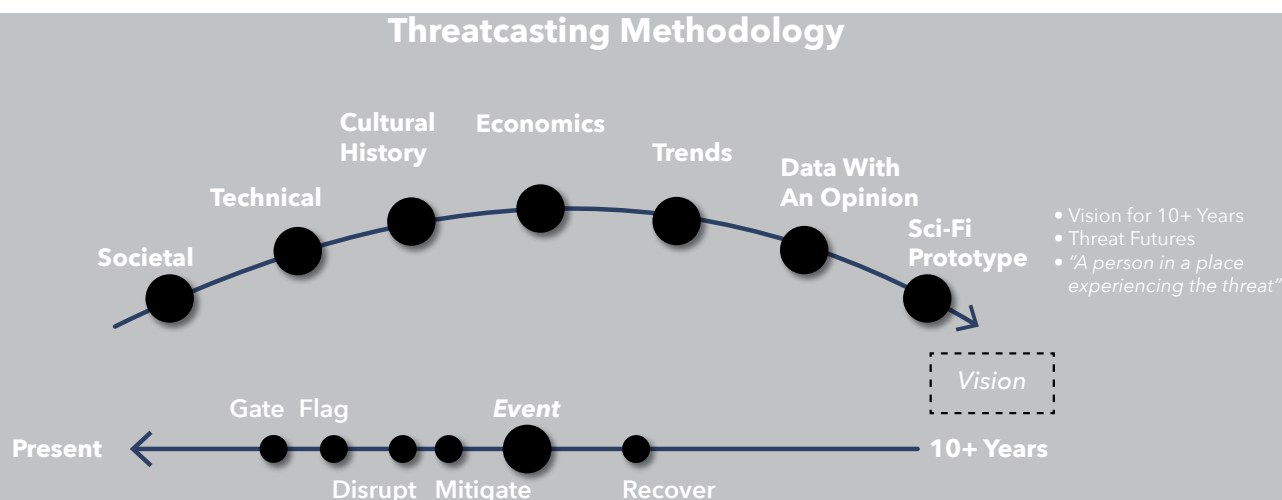 Threatcasting Methodology
Cultural
History
Economics
Trends
Data With
An Opinion
Technical
Sci-Fi
Prototype
Societal
• Vision for 10+ Years
• Threat Futures
• “A person in a place
experiencing the threat”
Vision
Gate Flag
Event
Present
10+ Years
Disrupt Mitigate
Recover